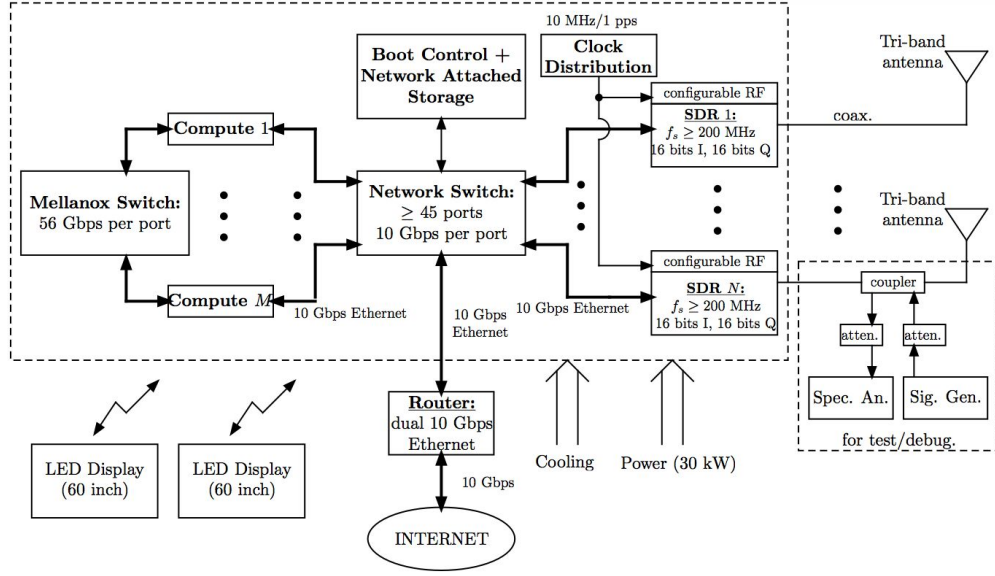 10 MHz/1 pps
Boot Control +
Network Attached
Storage
Clock
Distribution
Tri-band
antenna
configurable RF
SDR 1:
fₛ ≥ 200 MHz
16 bits I, 16 bits Q
coax.
Compute 1
Mellanox Switch:
56 Gbps per port
Network Switch:
≥ 45 ports
10 Gbps per port
Tri-band
antenna
configurable RF
SDR N:
fₛ ≥ 200 MHz
16 bits I, 16 bits Q
coupler
Compute M
10 Gbps Ethernet
10 Gbps
Ethernet
10 Gbps Ethernet
atten.
atten.
Spec. An.
Sig. Gen.
for test/debug.
Router:
dual 10 Gbps
Ethernet
Cooling
Power (30 kW)
LED Display
(60 inch)
LED Display
(60 inch)
10 Gbps
INTERNET